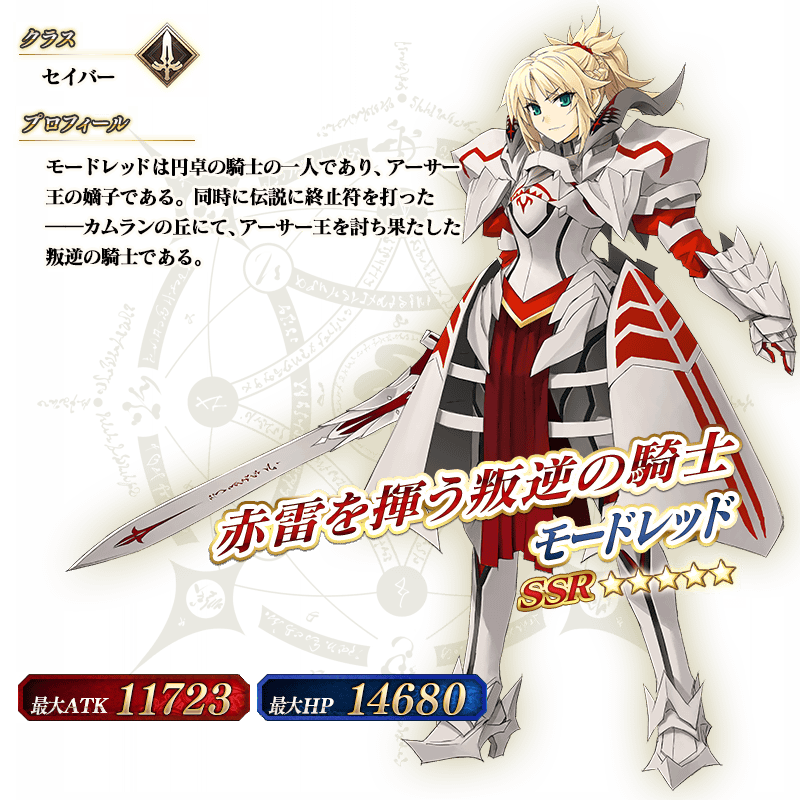 クラス
セイバー
プロフィール
モードレッドは円卓の騎士の一人であり、アーサー
王の嫡子である。同時に伝説に終止符を打った
――カムランの丘にて、アーサー王を討ち果たした
叛逆の騎士である。
赤雷を揮う叛逆の騎士
モードレッド
SSR☆☆☆☆☆
最大ATK 11723
最大HP 14680